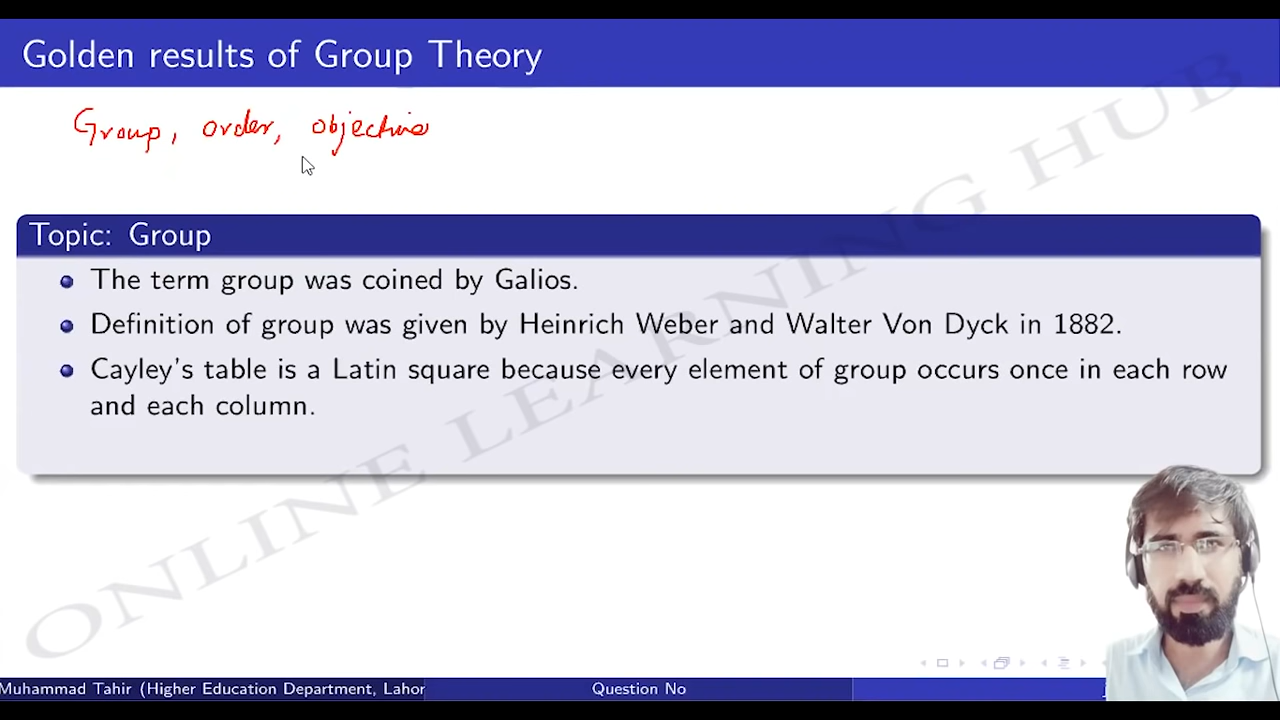 Golden results of Group Theory
Group, order, objective
Topic: Group
The term group was coined by Galios.
Definition of group was given by Heinrich Weber and Walter Von Dyck in 1882.
Cayley's table is a Latin square because every element of group occurs once in each row
and each column.
ONLINE LEARNING HUB
Muhammad Tahir (Higher Education Department, Lahor
Question No